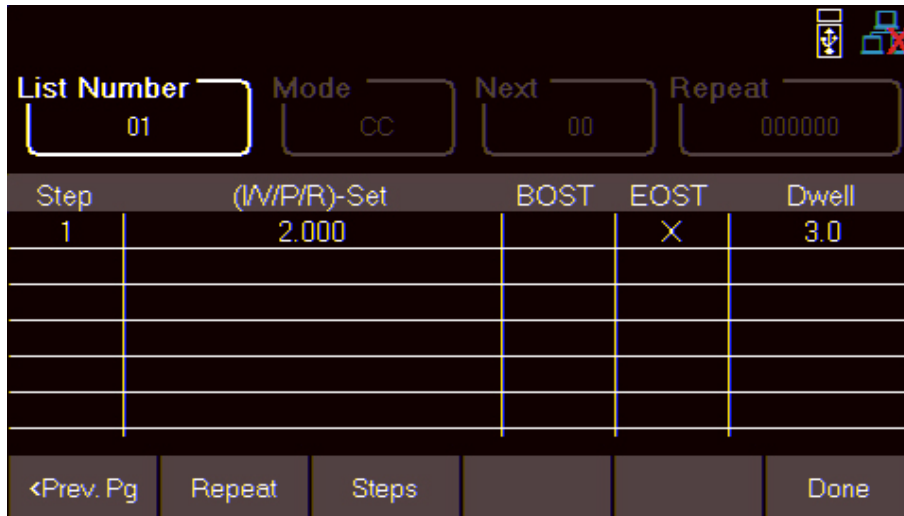 List Number Mode Next Repeat
01 CC 00 000000
Step (I/V/P/R)-Set BOST EOST Dwell
1 2.000 X 3.0
<Prev. Pg Repeat Steps Done